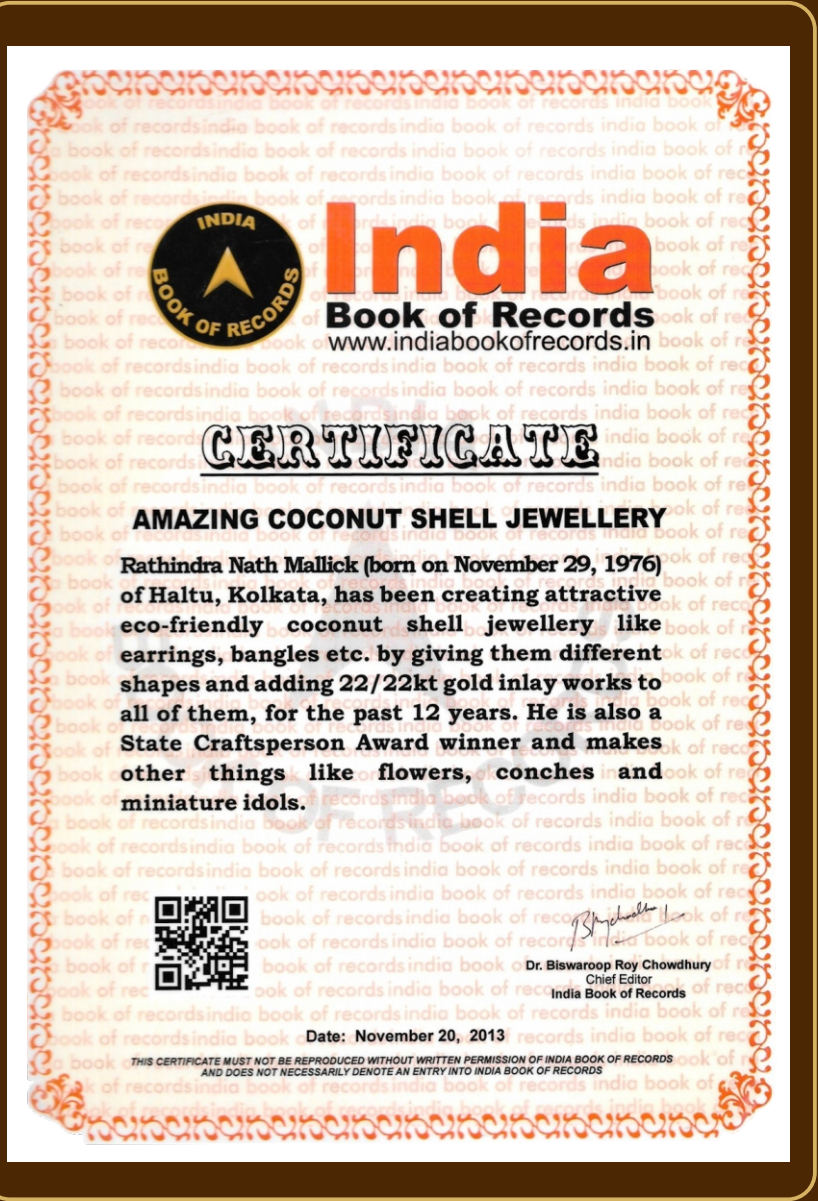 INDIA
BOOK OF RECORDS
India
Book of Records
www.indiabookofrecords.in
CERTIFICATE
AMAZING COCONUT SHELL JEWELLERY
Rathindra Nath Mallick (born on November 29, 1976)
of Haltu, Kolkata, has been creating attractive
eco-friendly coconut shell jewellery like
earrings, bangles etc. by giving them different
shapes and adding 22/22kt gold inlay works to
all of them, for the past 12 years. He is also a
State Craftsperson Award winner and makes
other things like flowers, conches and
miniature idols.
Dr. Biswaroop Roy Chowdhury
Chief Editor
India Book of Records
Date: November 20, 2013
THIS CERTIFICATE MUST NOT BE REPRODUCED WITHOUT WRITTEN PERMISSION OF INDIA BOOK OF RECORDS
AND DOES NOT NECESSARILY DENOTE AN ENTRY INTO INDIA BOOK OF RECORDS